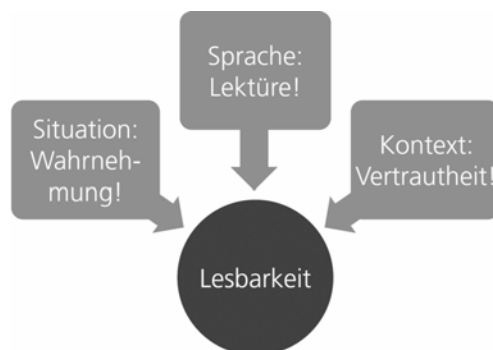 Sprache:
Lektüre!
Situation:
Wahrneh-
mung!
Kontext:
Vertrautheit!
Lesbarkeit